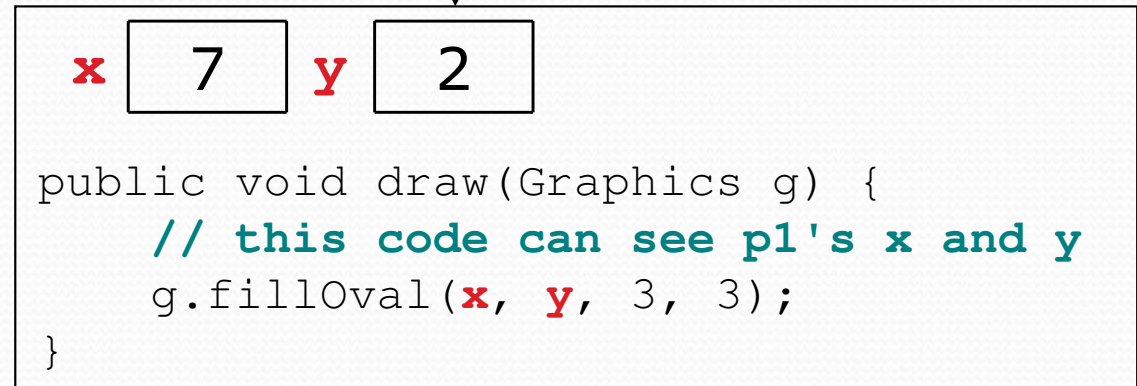 x 7 y 2
public void draw(Graphics g) {
    // this code can see p1's x and y
    g.fillOval(x, y, 3, 3);
}